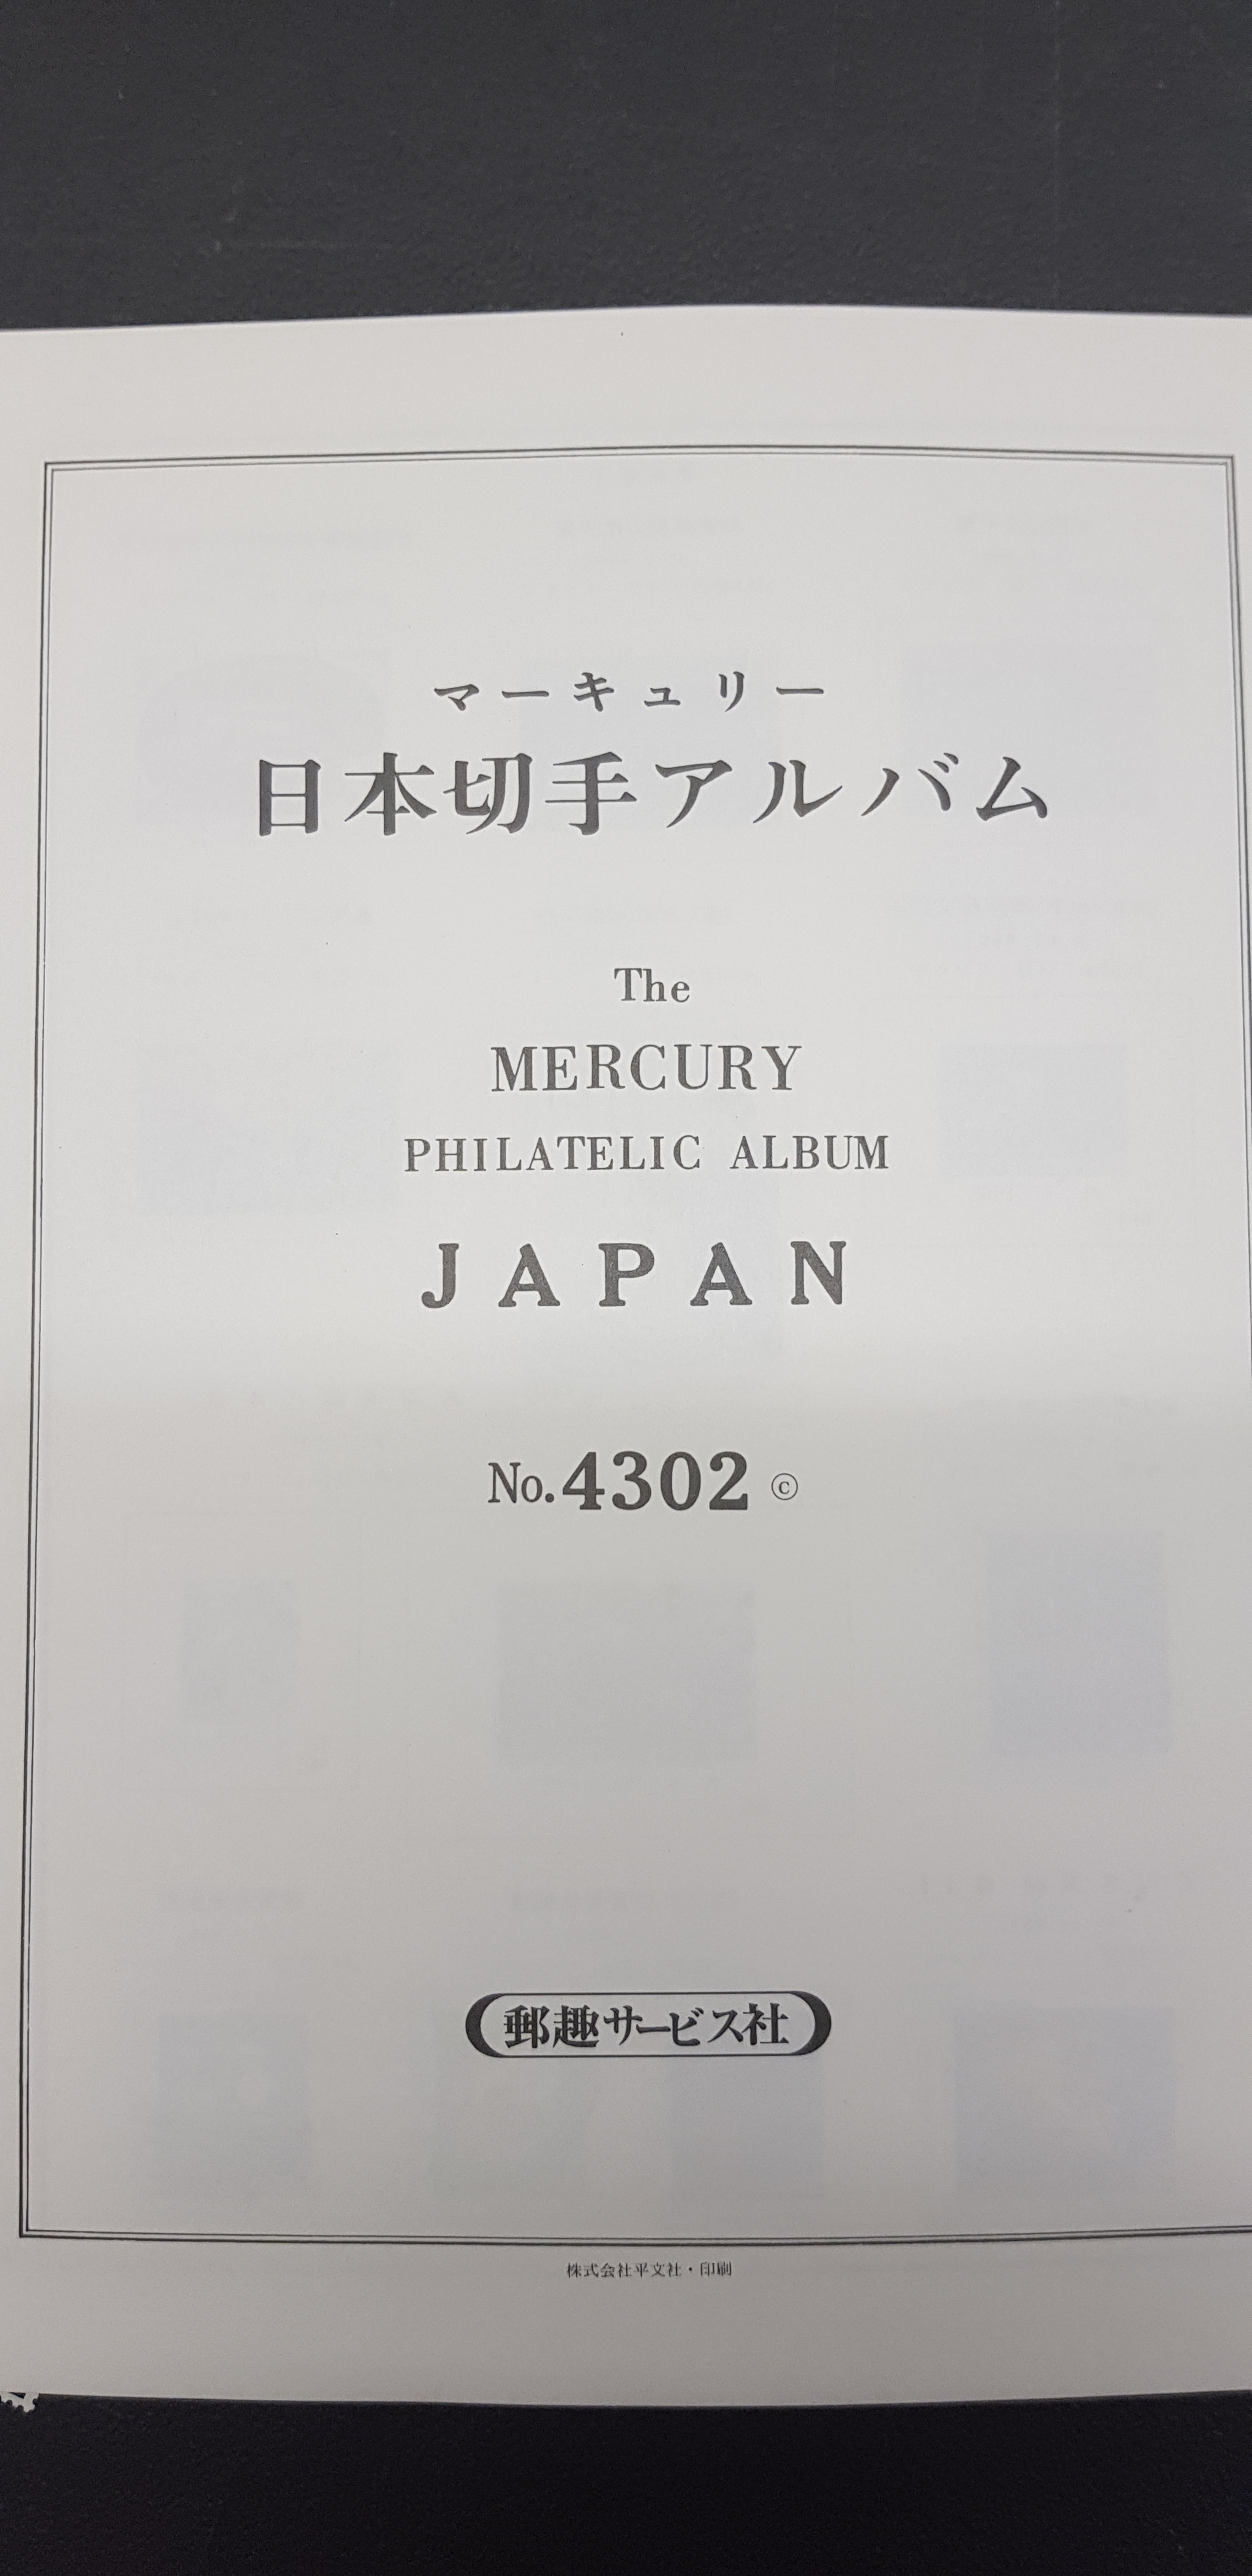 マーキュリー
日本切手アルバム
The
MERCURY
PHILATELIC ALBUM
JAPAN
No.4302 ©
郵趣サービス社
株式会社平文社・印刷